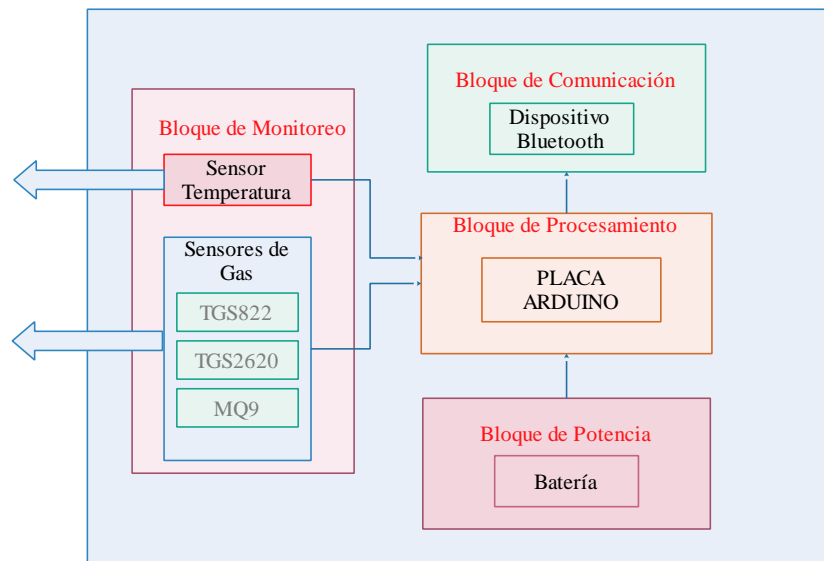 Bloque de Monitoreo
Sensor
Temperatura
Sensores de
Gas
TGS822
TGS2620
MQ9
Bloque de Comunicación
Dispositivo
Bluetooth
Bloque de Procesamiento
PLACA
ARDUINO
Bloque de Potencia
Batería